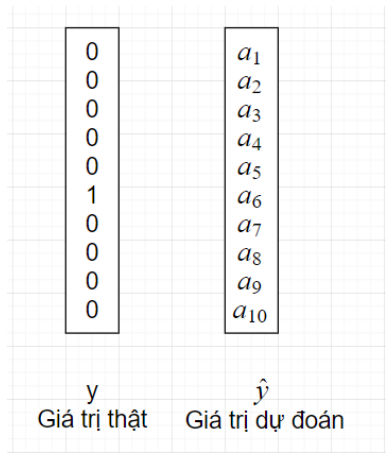 0 a₁
0 a₂
0 a₃
0 a₄
0 a₅
1 a₆
0 a₇
0 a₈
0 a₉
0 a₁₀
y ŷ
Giá trị thật Giá trị dự đoán